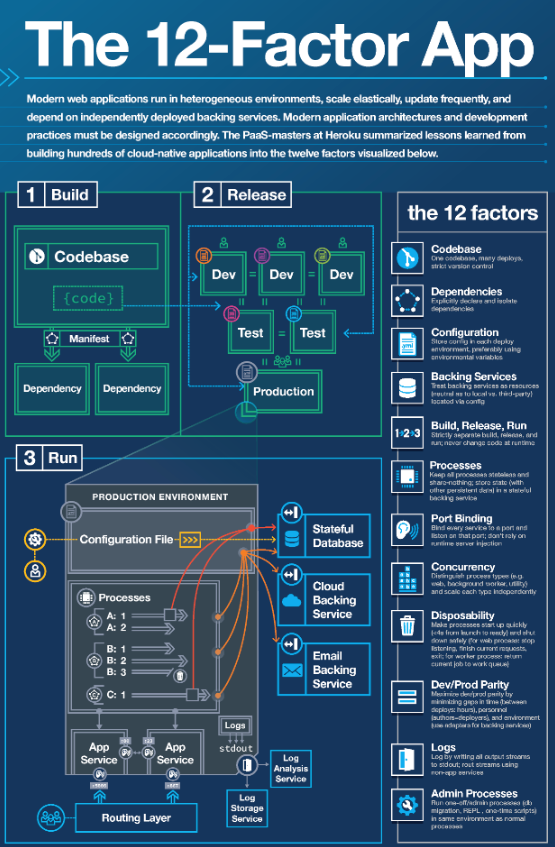 The 12-Factor App
Modern web applications run in heterogeneous environments, scale elastically, update frequently, and
depend on independently deployed backing services. Modern application architectures and development
practices must be designed accordingly. The PaaS-masters at Heroku summarized lessons learned from
building hundreds of cloud-native applications into the twelve factors visualized below.
1 Build
Codebase
{code}
Manifest
Dependency
Dependency
2 Release
Dev = Dev = Dev
Test = Test
Production
3 Run
PRODUCTION ENVIRONMENT
Configuration File >>>
Processes
A: 1
A: 2
B: 1
B: 2
B: 3
C: 1
Stateful
Database
Cloud
Backing
Service
Email
Backing
Service
App
Service
App
Service
Logs
stdout
Log
Analysis
Service
Log
Storage
Service
Routing Layer
the 12 factors
Codebase
One codebase, many deploys,
strict version control
Dependencies
Explicitly declare and isolate
dependencies
Configuration
Store config in each deploy
environment, preferably using
environmental variables
Backing Services
Treat backing services as resources
(neutral as to local vs. third-party)
located via config
1•2•3
Build, Release, Run
Strictly separate build, release, and
run; never change code at runtime
Processes
Keep all processes stateless and
share-nothing; store state (with
other persistent data) in a stateful
backing service
Port Binding
Bind every service to a port and
listen on that port; don't rely on
runtime server injection
Concurrency
Distinguish process types (e.g.
web, background worker, utility)
and scale each type independently
Disposability
Make processes start up quickly
(<4s from launch to ready) and shut
down safely (for web process: stop
listening, finish current requests,
exit; for worker process: return
current job to work queue)
Dev/Prod Parity
Maximize dev/prod parity by
minimizing gaps in time (between
deploys: hours), personnel
(authors=deployers), and environment
(use adapters for backing services)
Logs
Log by writing all output streams
to stdout; rout streams using
non-app services
Admin Processes
Run one-off/admin processes (db
migration, REPL, one-time scripts)
in same environment as normal
processes